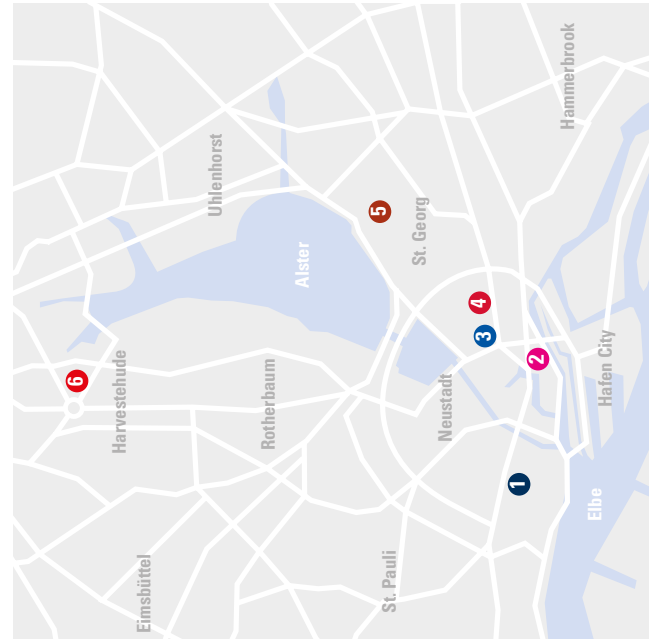 6
Harvestehude
Eimsbüttel
Uhlenhorst
Rotherbaum
Alster
5
St. Pauli
St. Georg
Neustadt
3
4
1
2
Hammerbrook
Elbe
Hafen City